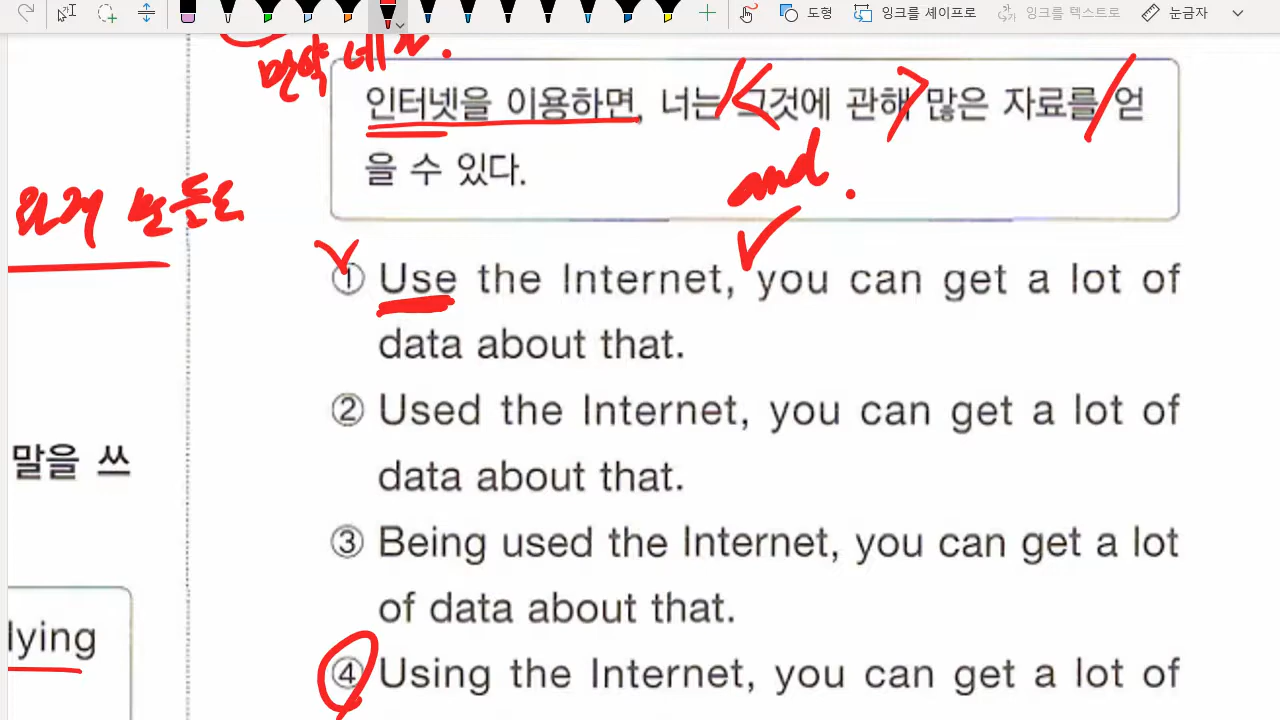 도형 잉크를 셰이프로 잉크를 텍스트로 눈금자
만약 네가.
인터넷을 이용하면, 너는 그것에 관해 많은 자료를 얻
을 수 있다.
and.
① Use the Internet, you can get a lot of
data about that.
② Used the Internet, you can get a lot of
data about that.
③ Being used the Internet, you can get a lot
of data about that.
④ Using the Internet, you can get a lot of
말을 쓰
lying